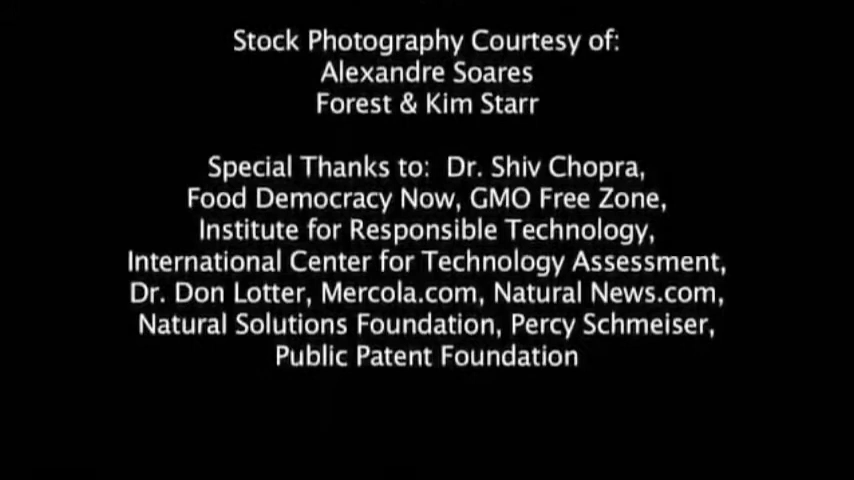 Stock Photography Courtesy of:
Alexandre Soares
Forest & Kim Starr
Special Thanks to:  Dr. Shiv Chopra,
Food Democracy Now, GMO Free Zone,
Institute for Responsible Technology,
International Center for Technology Assessment,
Dr. Don Lotter, Mercola.com, Natural News.com,
Natural Solutions Foundation, Percy Schmeiser,
Public Patent Foundation